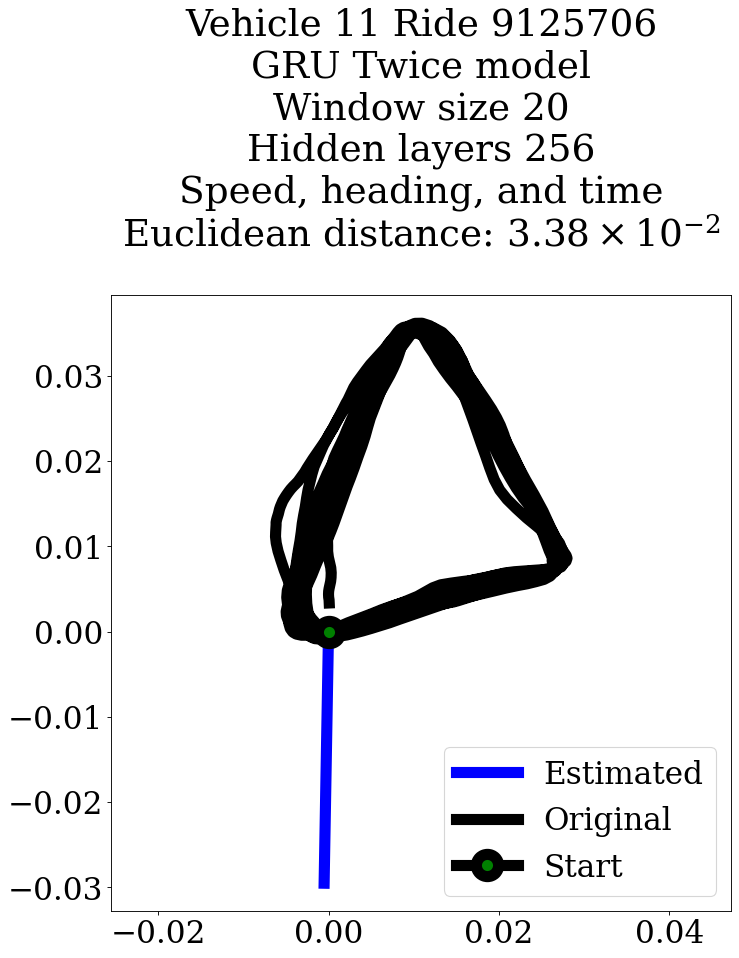 Vehicle 11 Ride 9125706
GRU Twice model
Window size 20
Hidden layers 256
Speed, heading, and time
Euclidean distance: 3.38 × 10⁻²
0.03
0.02
0.01
0.00
−0.01
−0.02
−0.03
Estimated
Original
Start
−0.02
0.00
0.02
0.04